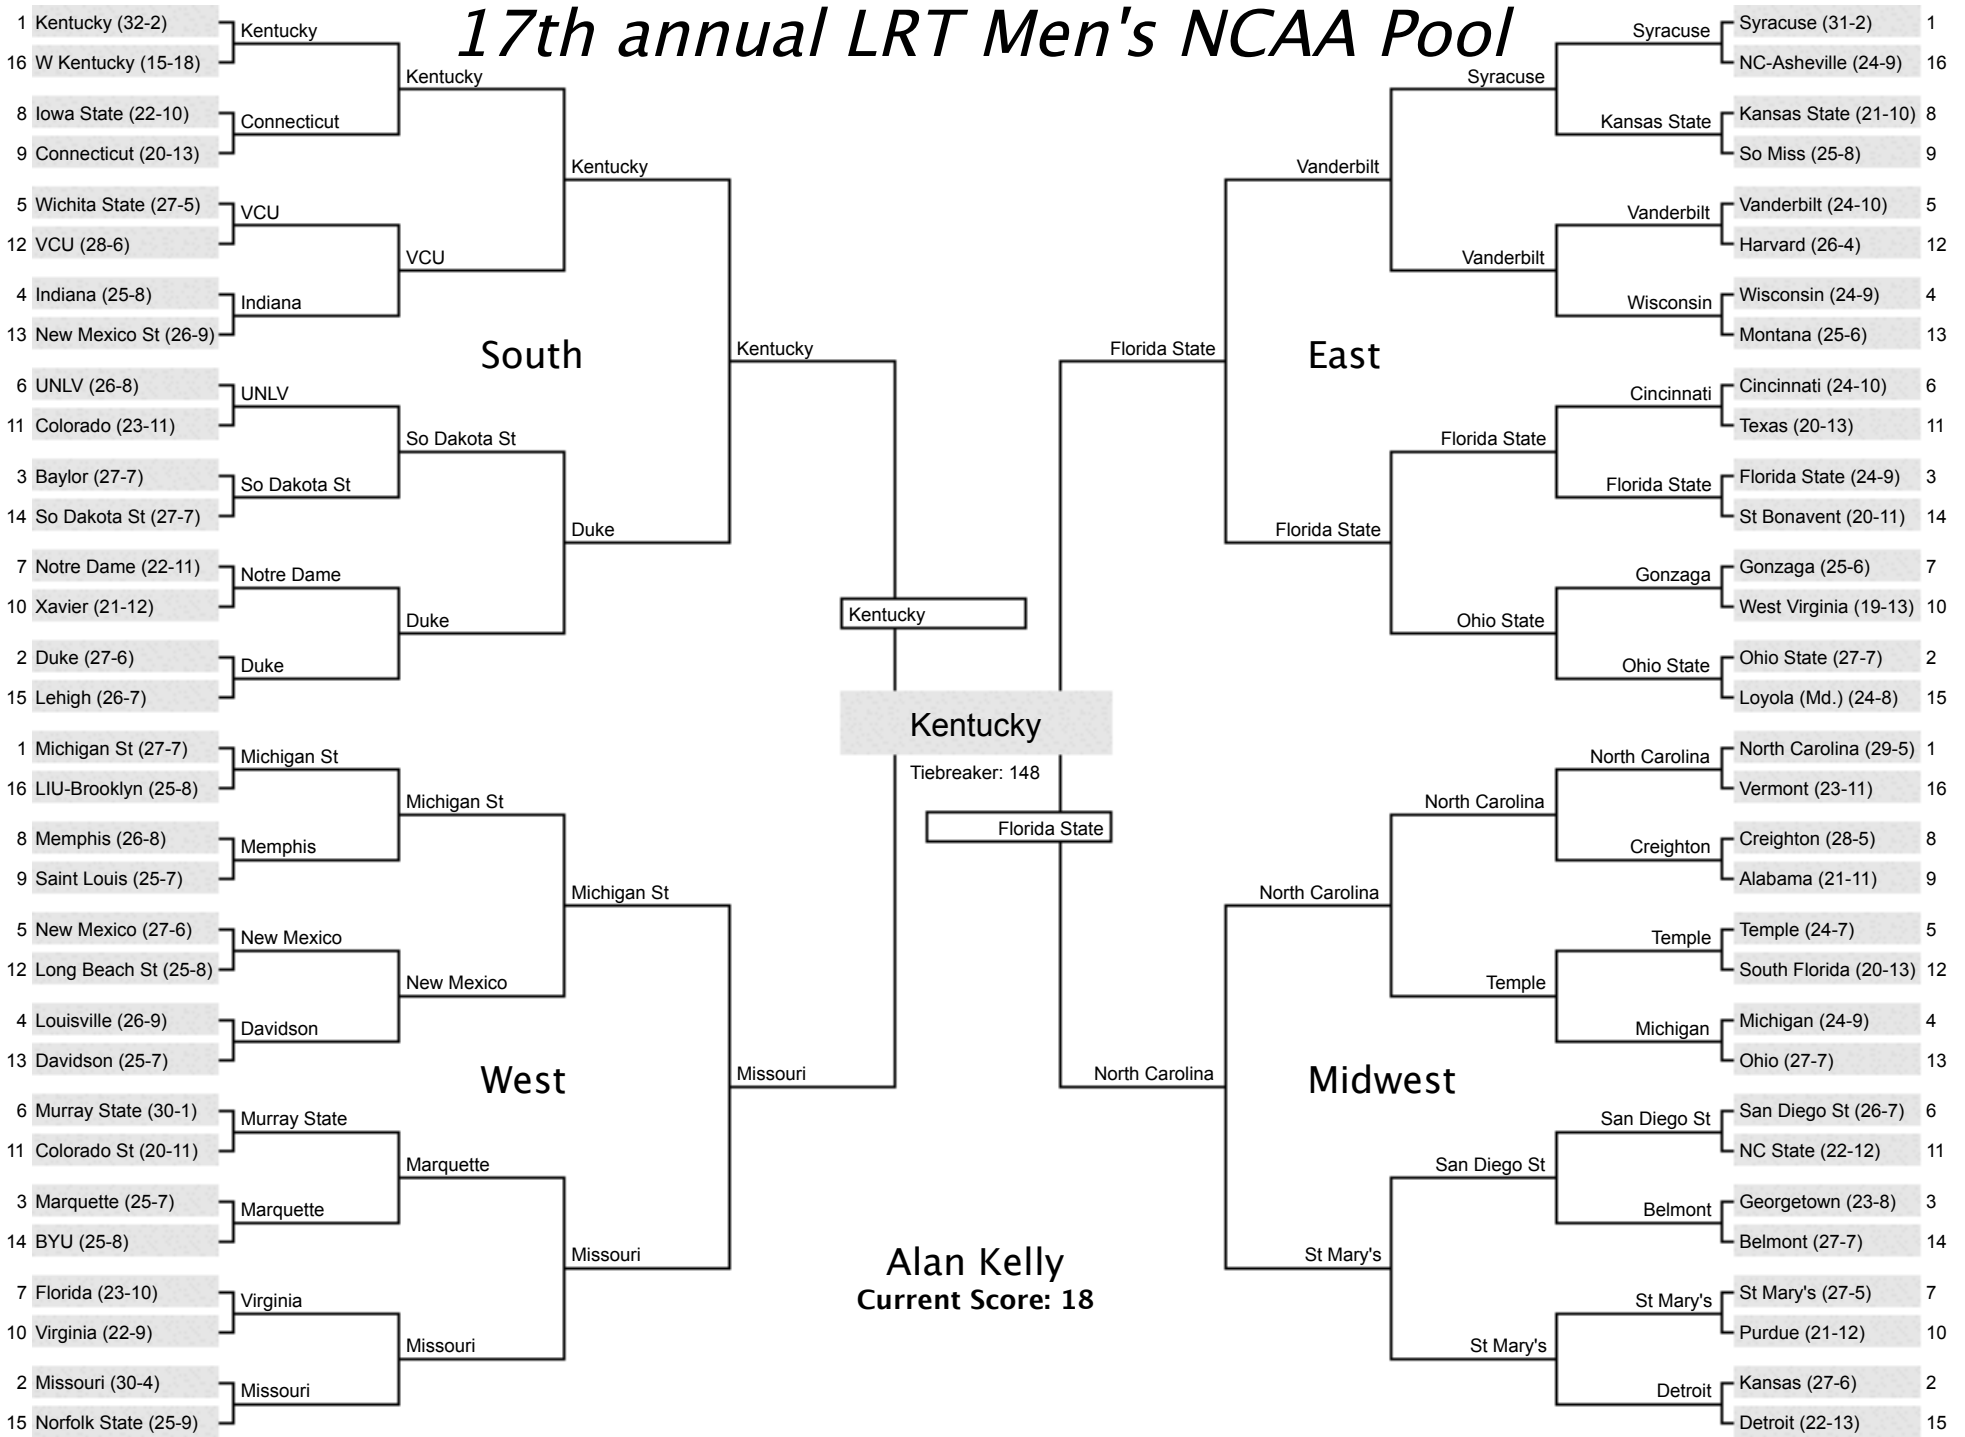 17th annual LRT Men's NCAA Pool
1 Kentucky (32-2)
16 W Kentucky (15-18)
8 Iowa State (22-10)
9 Connecticut (20-13)
5 Wichita State (27-5)
12 VCU (28-6)
4 Indiana (25-8)
13 New Mexico St (26-9)
6 UNLV (26-8)
11 Colorado (23-11)
3 Baylor (27-7)
14 So Dakota St (27-7)
7 Notre Dame (22-11)
10 Xavier (21-12)
2 Duke (27-6)
15 Lehigh (26-7)
Kentucky
Connecticut
VCU
Indiana
UNLV
So Dakota St
Notre Dame
Duke
Kentucky
VCU
So Dakota St
Duke
Kentucky
Duke
South
Kentucky
1 Michigan St (27-7)
16 LIU-Brooklyn (25-8)
8 Memphis (26-8)
9 Saint Louis (25-7)
5 New Mexico (27-6)
12 Long Beach St (25-8)
4 Louisville (26-9)
13 Davidson (25-7)
6 Murray State (30-1)
11 Colorado St (20-11)
3 Marquette (25-7)
14 BYU (25-8)
7 Florida (23-10)
10 Virginia (22-9)
2 Missouri (30-4)
15 Norfolk State (25-9)
Michigan St
Memphis
New Mexico
Davidson
Murray State
Marquette
Virginia
Missouri
Michigan St
New Mexico
Marquette
Missouri
Michigan St
Missouri
West
Missouri
Kentucky
Kentucky
Tiebreaker: 148
Florida State
Alan Kelly
Current Score: 18
Syracuse (31-2) 1
NC-Asheville (24-9) 16
Kansas State (21-10) 8
So Miss (25-8) 9
Vanderbilt (24-10) 5
Harvard (26-4) 12
Wisconsin (24-9) 4
Montana (25-6) 13
Cincinnati (24-10) 6
Texas (20-13) 11
Florida State (24-9) 3
St Bonavent (20-11) 14
Gonzaga (25-6) 7
West Virginia (19-13) 10
Ohio State (27-7) 2
Loyola (Md.) (24-8) 15
Syracuse
Kansas State
Vanderbilt
Wisconsin
Cincinnati
Florida State
Gonzaga
Ohio State
Syracuse
Vanderbilt
Florida State
Ohio State
Vanderbilt
Florida State
East
Florida State
North Carolina (29-5) 1
Vermont (23-11) 16
Creighton (28-5) 8
Alabama (21-11) 9
Temple (24-7) 5
South Florida (20-13) 12
Michigan (24-9) 4
Ohio (27-7) 13
San Diego St (26-7) 6
NC State (22-12) 11
Georgetown (23-8) 3
Belmont (27-7) 14
St Mary's (27-5) 7
Purdue (21-12) 10
Kansas (27-6) 2
Detroit (22-13) 15
North Carolina
Creighton
Temple
Michigan
San Diego St
Belmont
St Mary's
Detroit
North Carolina
Temple
San Diego St
St Mary's
North Carolina
St Mary's
Midwest
North Carolina